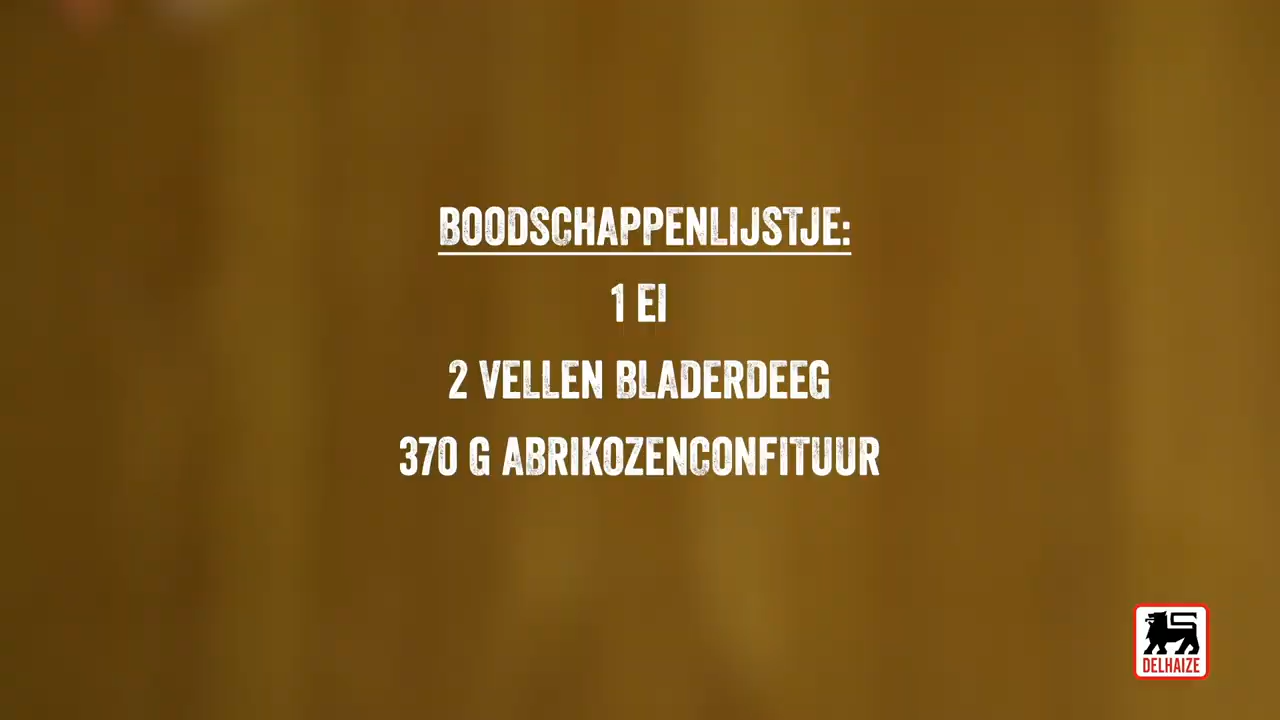 BOODSCHAPPENLIJSTJE:
1 EI
2 VELLEN BLADERDEEG
370 G ABRIKOZENCONFITUUR
DELHAIZE